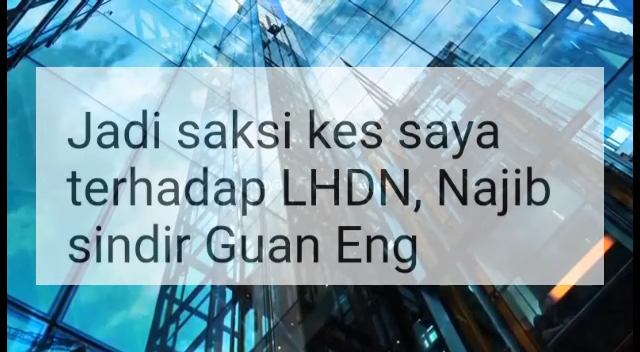 Jadi saksi kes saya
terhadap LHDN, Najib
sindir Guan Eng